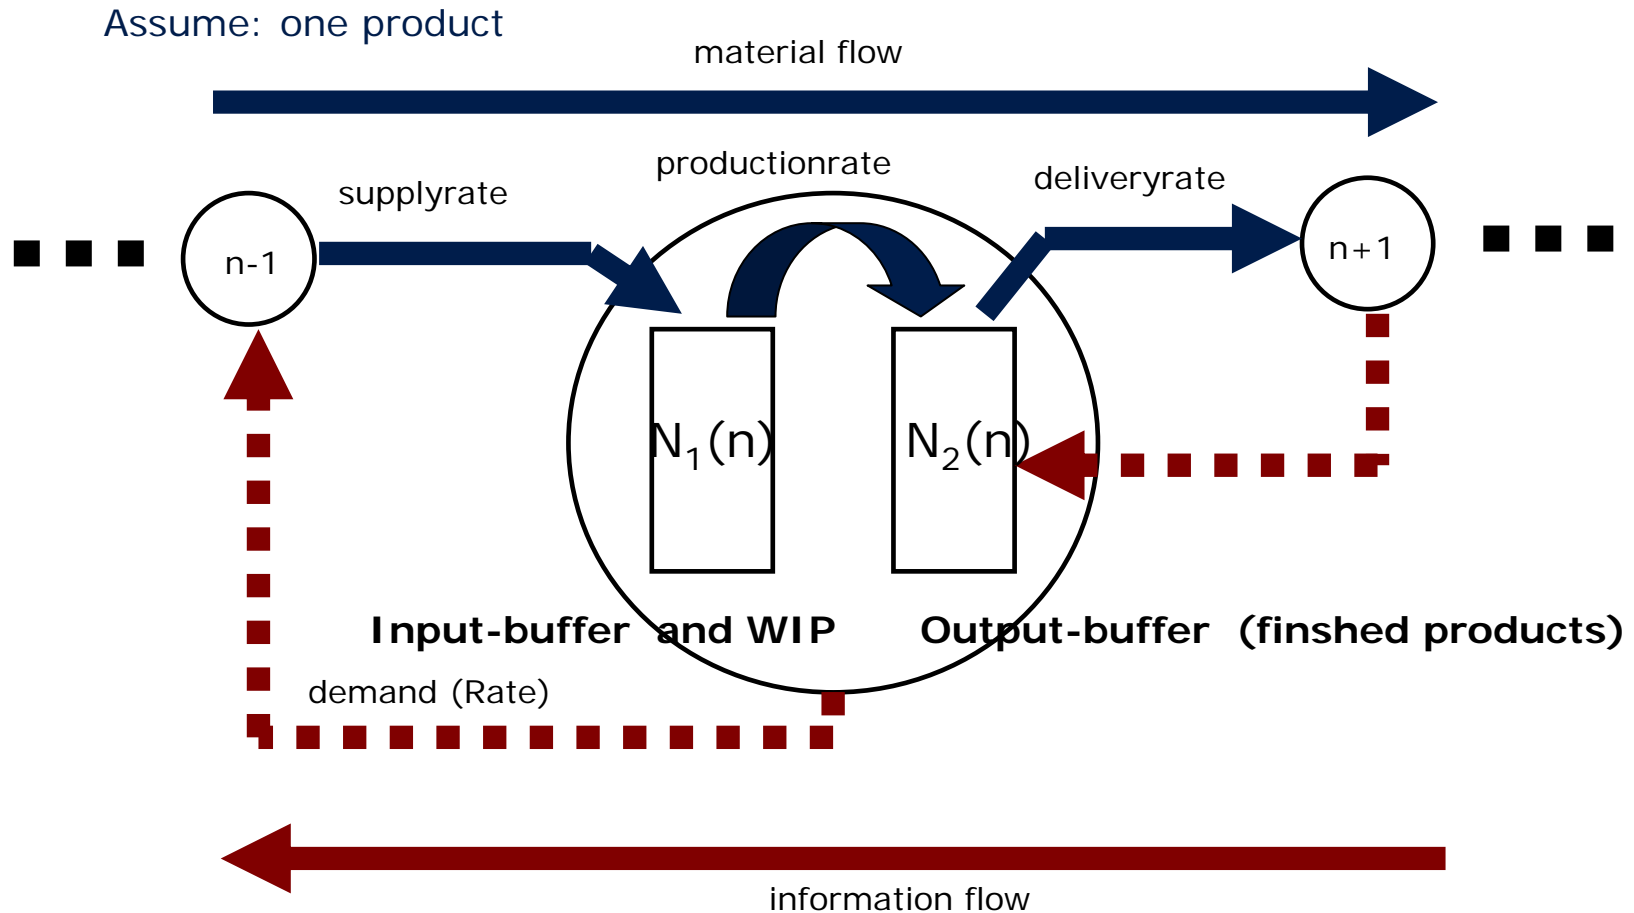 Assume: one product
material flow
productionrate
supplyrate
deliveryrate
n-1
n+1
N₁(n)
N₂(n)
Input-buffer and WIP
Output-buffer (finshed products)
demand (Rate)
information flow